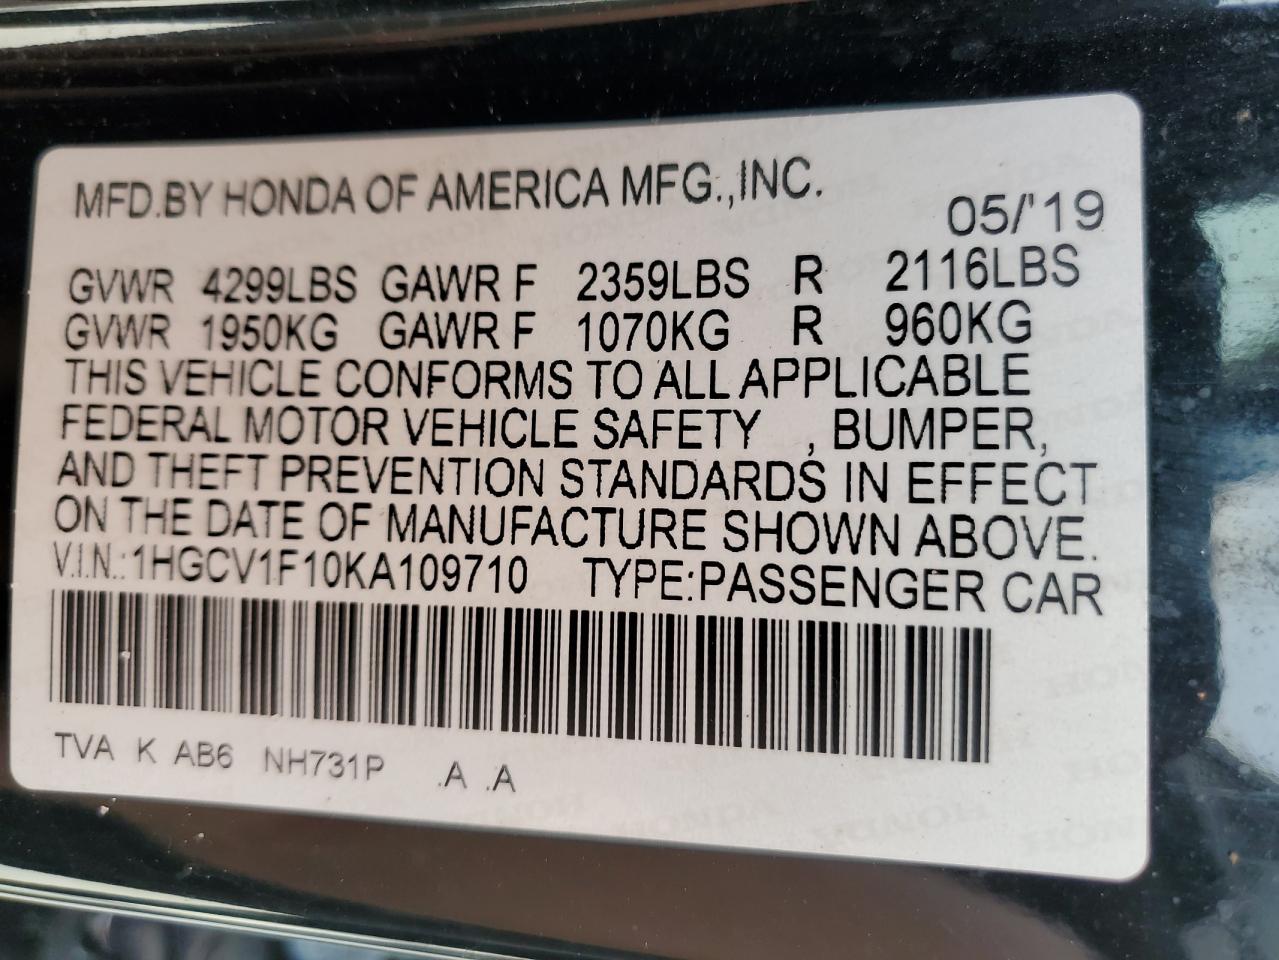 MFD.BY HONDA OF AMERICA MFG.,INC.
05/'19
GVWR 4299LBS GAWR F 2359LBS R 2116LBS
GVWR 1950KG GAWR F 1070KG R 960KG
THIS VEHICLE CONFORMS TO ALL APPLICABLE
FEDERAL MOTOR VEHICLE SAFETY , BUMPER,
AND THEFT PREVENTION STANDARDS IN EFFECT
ON THE DATE OF MANUFACTURE SHOWN ABOVE.
V.I.N.:1HGCV1F10KA109710 TYPE:PASSENGER CAR
TVA K AB6 NH731P .A .A